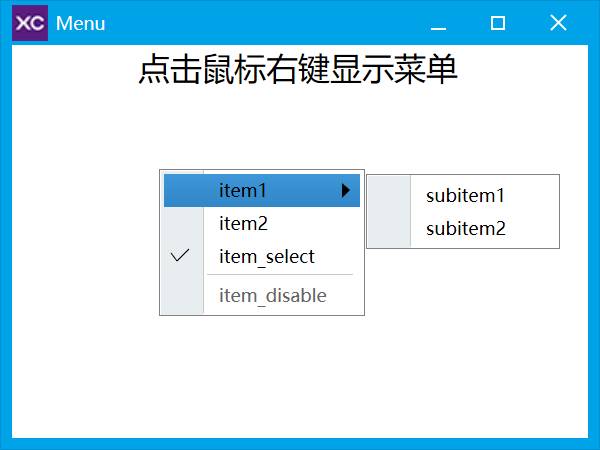 XC Menu
点击鼠标右键显示菜单
item1
item2
item_select
item_disable
subitem1
subitem2